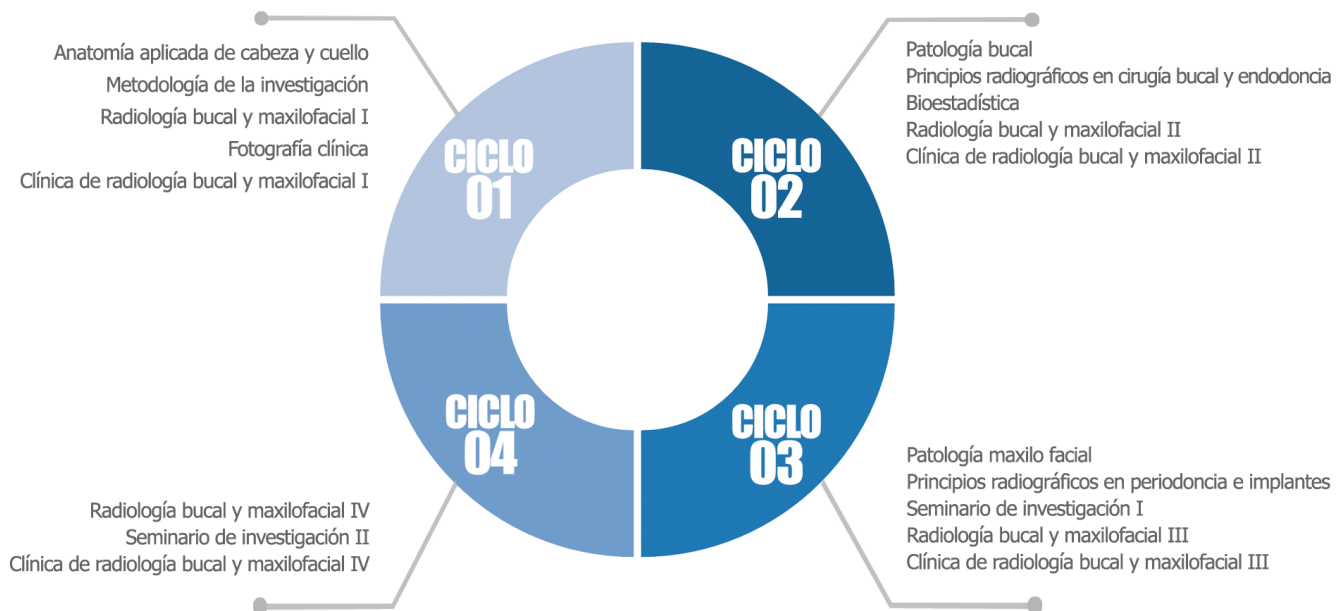 Anatomía aplicada de cabeza y cuello
Metodología de la investigación
Radiología bucal y maxilofacial I
Fotografía clínica
Clínica de radiología bucal y maxilofacial I
CICLO
01
Patología bucal
Principios radiográficos en cirugía bucal y endodoncia
Bioestadística
Radiología bucal y maxilofacial II
Clínica de radiología bucal y maxilofacial II
CICLO
02
Patología maxilo facial
Principios radiográficos en periodoncia e implantes
Seminario de investigación I
Radiología bucal y maxilofacial III
Clínica de radiología bucal y maxilofacial III
CICLO
03
Radiología bucal y maxilofacial IV
Seminario de investigación II
Clínica de radiología bucal y maxilofacial IV
CICLO
04